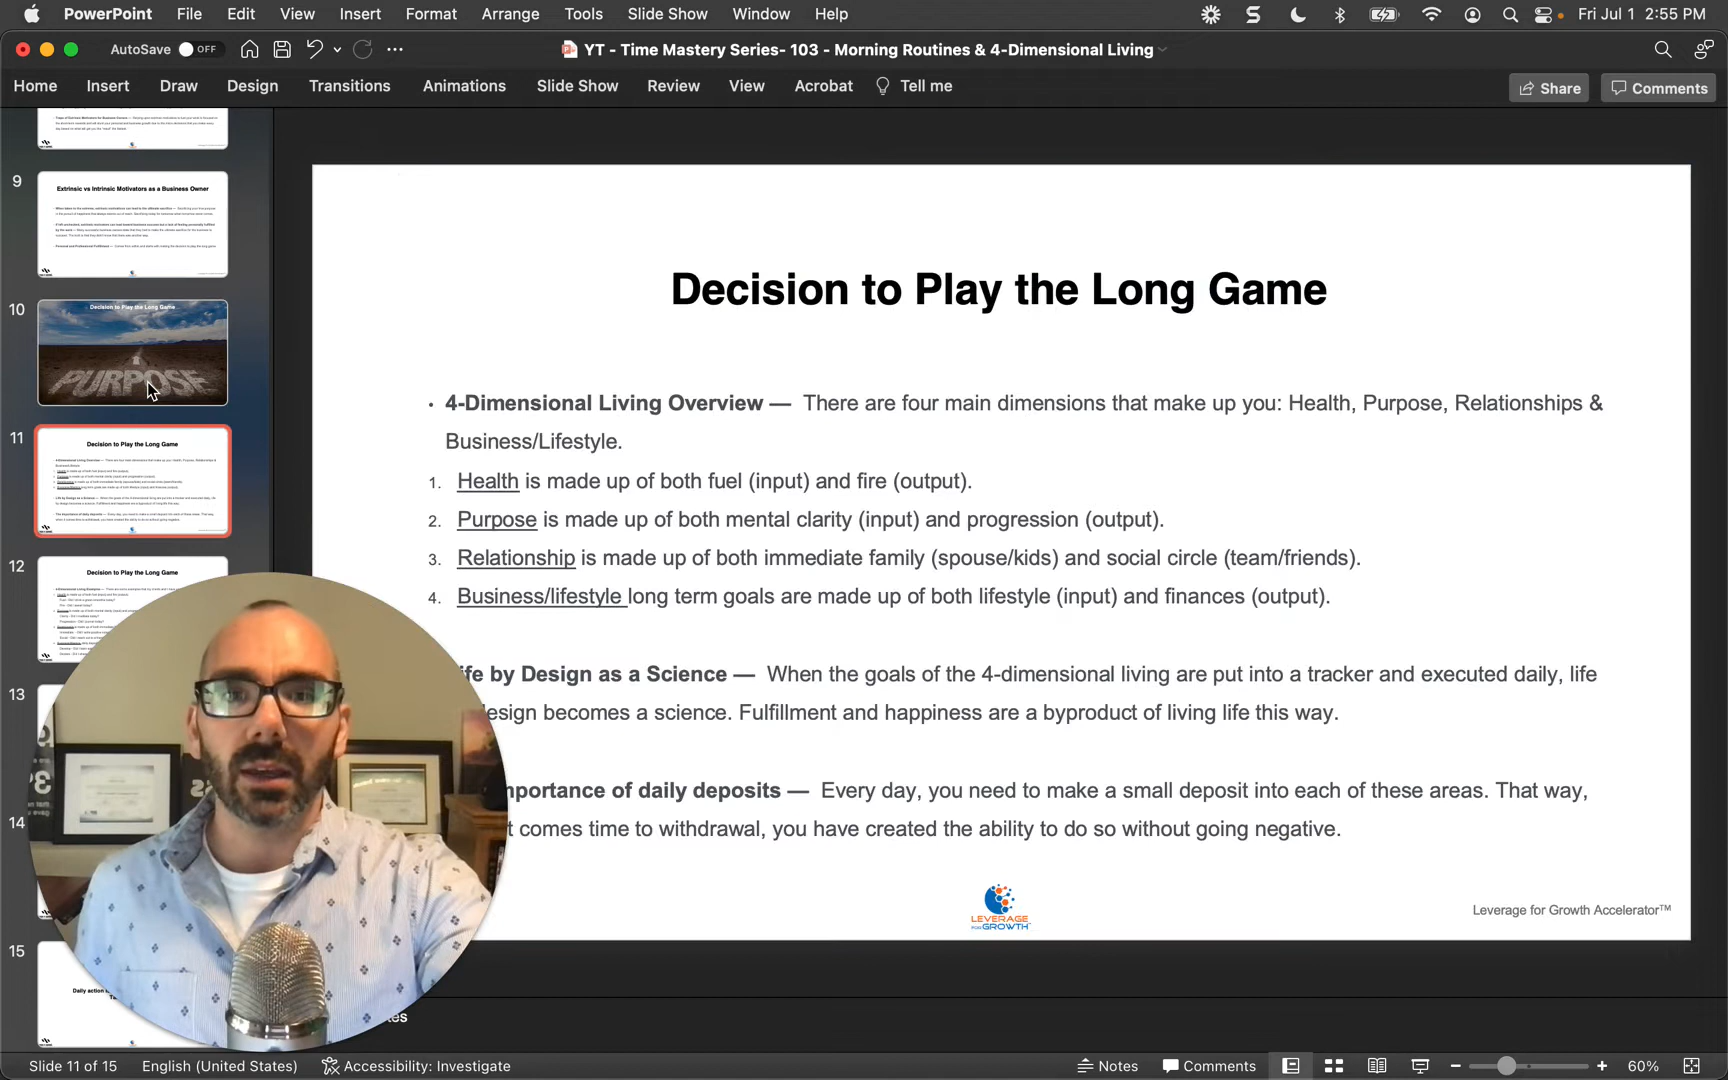 PowerPoint File Edit View Insert Format Arrange Tools Slide Show Window Help Fri Jul 1 2:55 PM
AutoSave OFF YT - Time Mastery Series- 103 - Morning Routines & 4-Dimensional Living
Home Insert Draw Design Transitions Animations Slide Show Review View Acrobat Tell me Share Comments
9
Extrinsic vs Intrinsic Motivators as a Business Owner
10
Decision to Play the Long Game
PURPOSE
11
Decision to Play the Long Game
12
Decision to Play the Long Game
13
14
15
Decision to Play the Long Game
• 4-Dimensional Living Overview — There are four main dimensions that make up you: Health, Purpose, Relationships &
Business/Lifestyle.
1. Health is made up of both fuel (input) and fire (output).
2. Purpose is made up of both mental clarity (input) and progression (output).
3. Relationship is made up of both immediate family (spouse/kids) and social circle (team/friends).
4. Business/lifestyle long term goals are made up of both lifestyle (input) and finances (output).
ife by Design as a Science — When the goals of the 4-dimensional living are put into a tracker and executed daily, life
esign becomes a science. Fulfillment and happiness are a byproduct of living life this way.
mportance of daily deposits — Every day, you need to make a small deposit into each of these areas. That way,
t comes time to withdrawal, you have created the ability to do so without going negative.
LEVERAGE
FOR GROWTH
Leverage for Growth Accelerator™
tes
Slide 11 of 15 English (United States) Accessibility: Investigate Notes Comments 60%